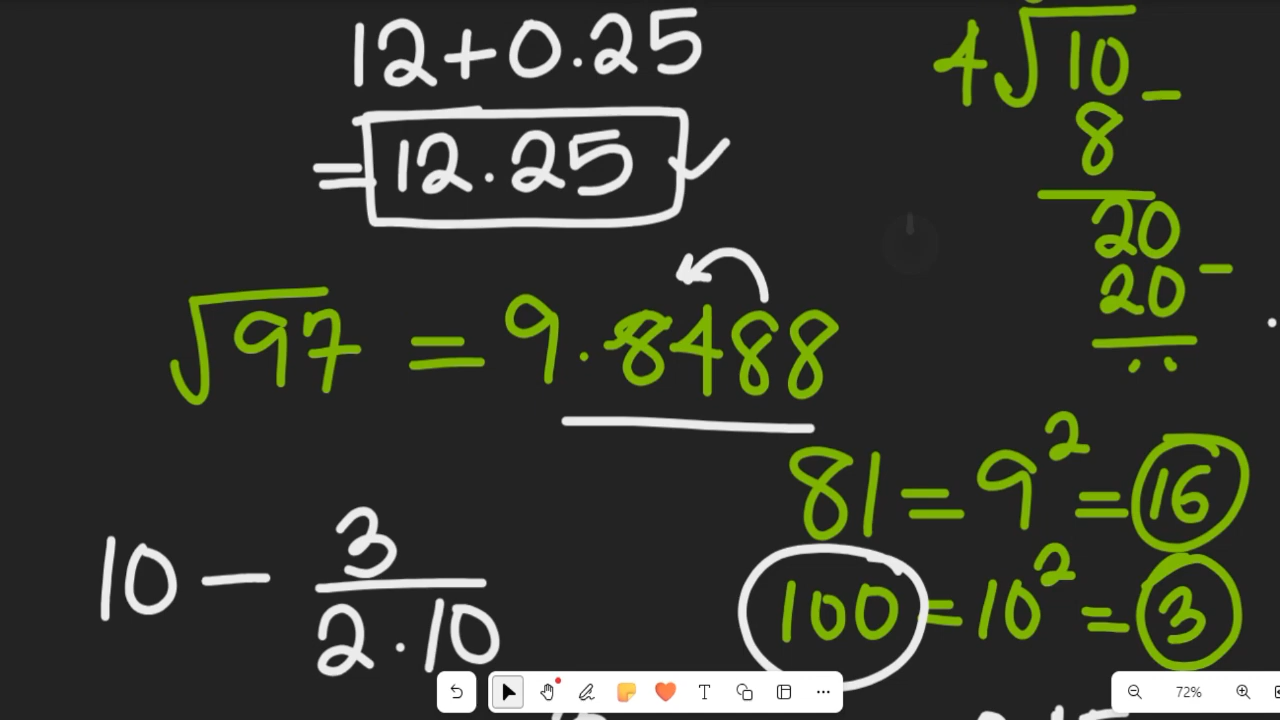 12+0.25
=12.25✓
4√10 -
8
20
20 -
√97 = 9.8488
81 = 9² = 16
100 = 10² = 3
10 - 3/2·10
72%